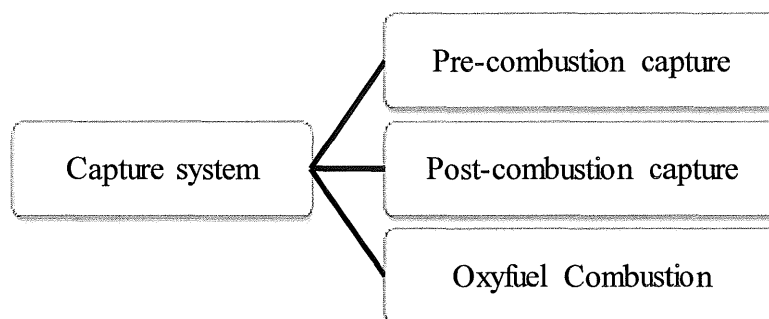 Pre-combustion capture
Capture system
Post-combustion capture
Oxyfuel Combustion